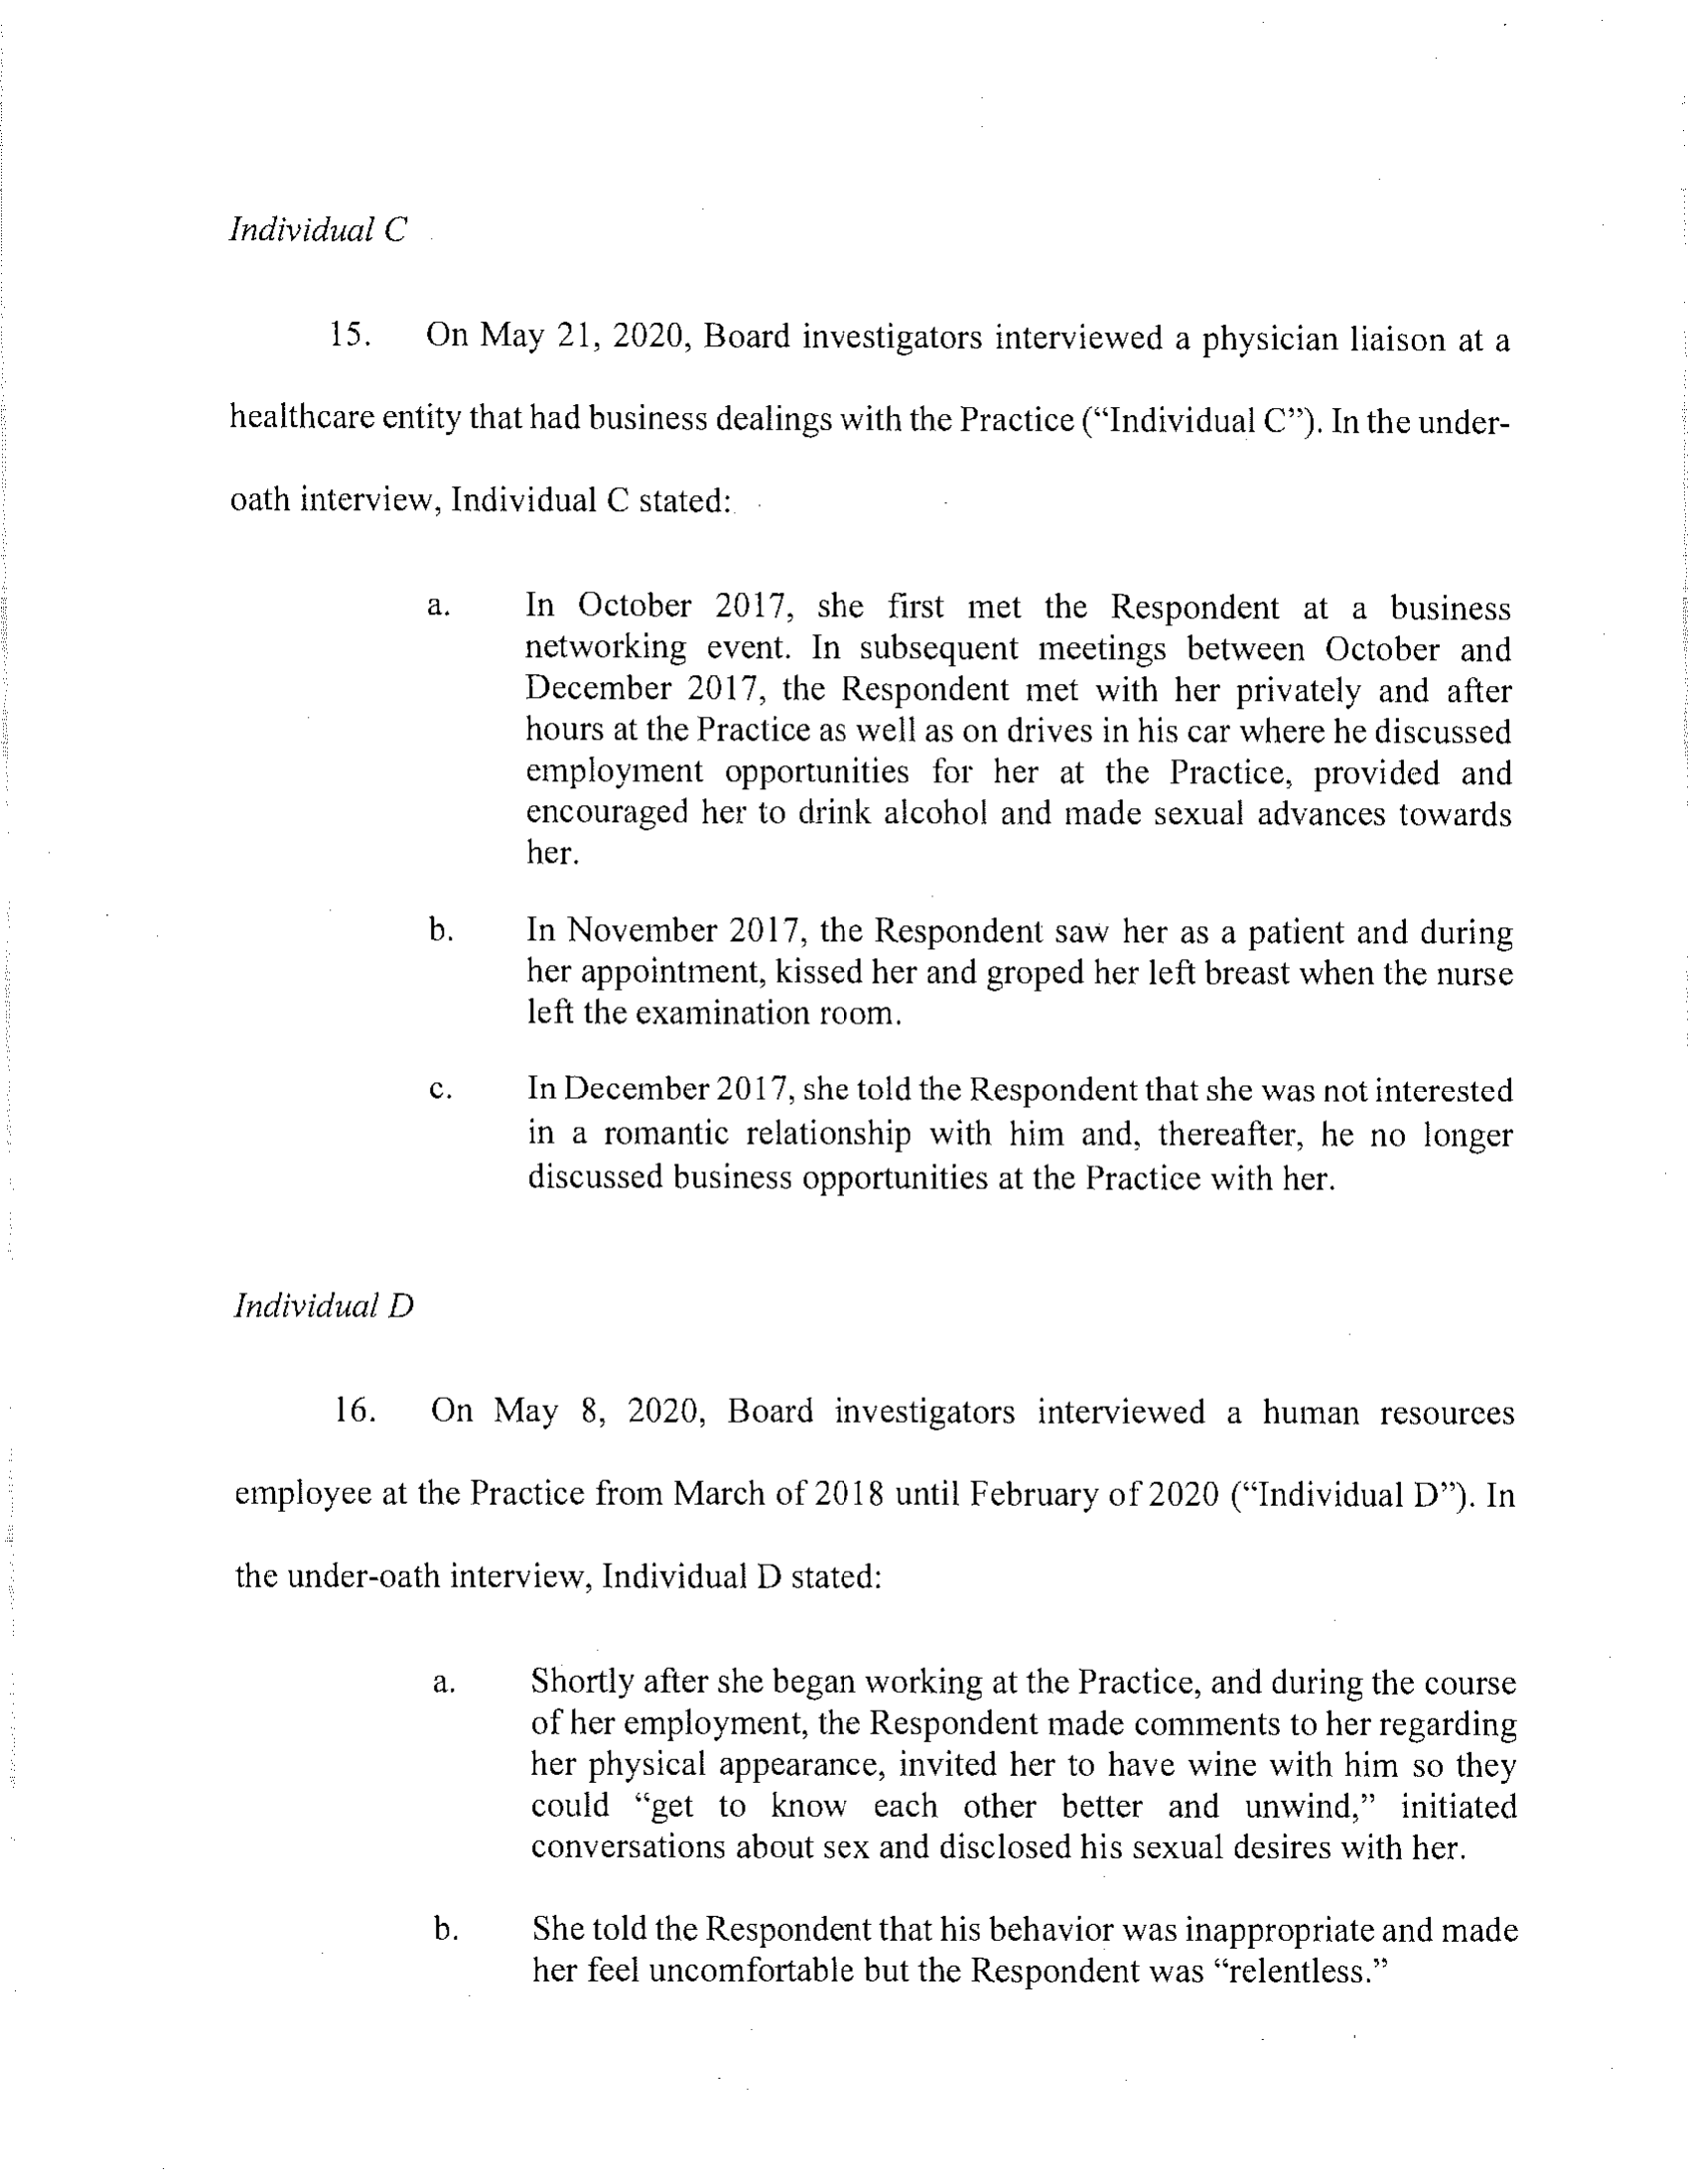 Individual C
15. On May 21, 2020, Board investigators interviewed a physician liaison at a
healthcare entity that had business dealings with the Practice (“Individual C”). In the under-
oath interview, Individual C stated:
a. In October 2017, she first met the Respondent at a business
networking event. In subsequent meetings between October and
December 2017, the Respondent met with her privately and after
hours at the Practice as well as on drives in his car where he discussed
employment opportunities for her at the Practice, provided and
encouraged her to drink alcohol and made sexual advances towards
her.
b. In November 2017, the Respondent saw her as a patient and during
her appointment, kissed her and groped her left breast when the nurse
left the examination room.
c. In December 2017, she told the Respondent that she was not interested
in a romantic relationship with him and, thereafter, he no longer
discussed business opportunities at the Practice with her.
Individual D
16. On May 8, 2020, Board investigators interviewed a human resources
employee at the Practice from March of 2018 until February of 2020 (“Individual D”). In
the under-oath interview, Individual D stated:
a. Shortly after she began working at the Practice, and during the course
of her employment, the Respondent made comments to her regarding
her physical appearance, invited her to have wine with him so they
could “get to know each other better and unwind,” initiated
conversations about sex and disclosed his sexual desires with her.
b. She told the Respondent that his behavior was inappropriate and made
her feel uncomfortable but the Respondent was “relentless.”